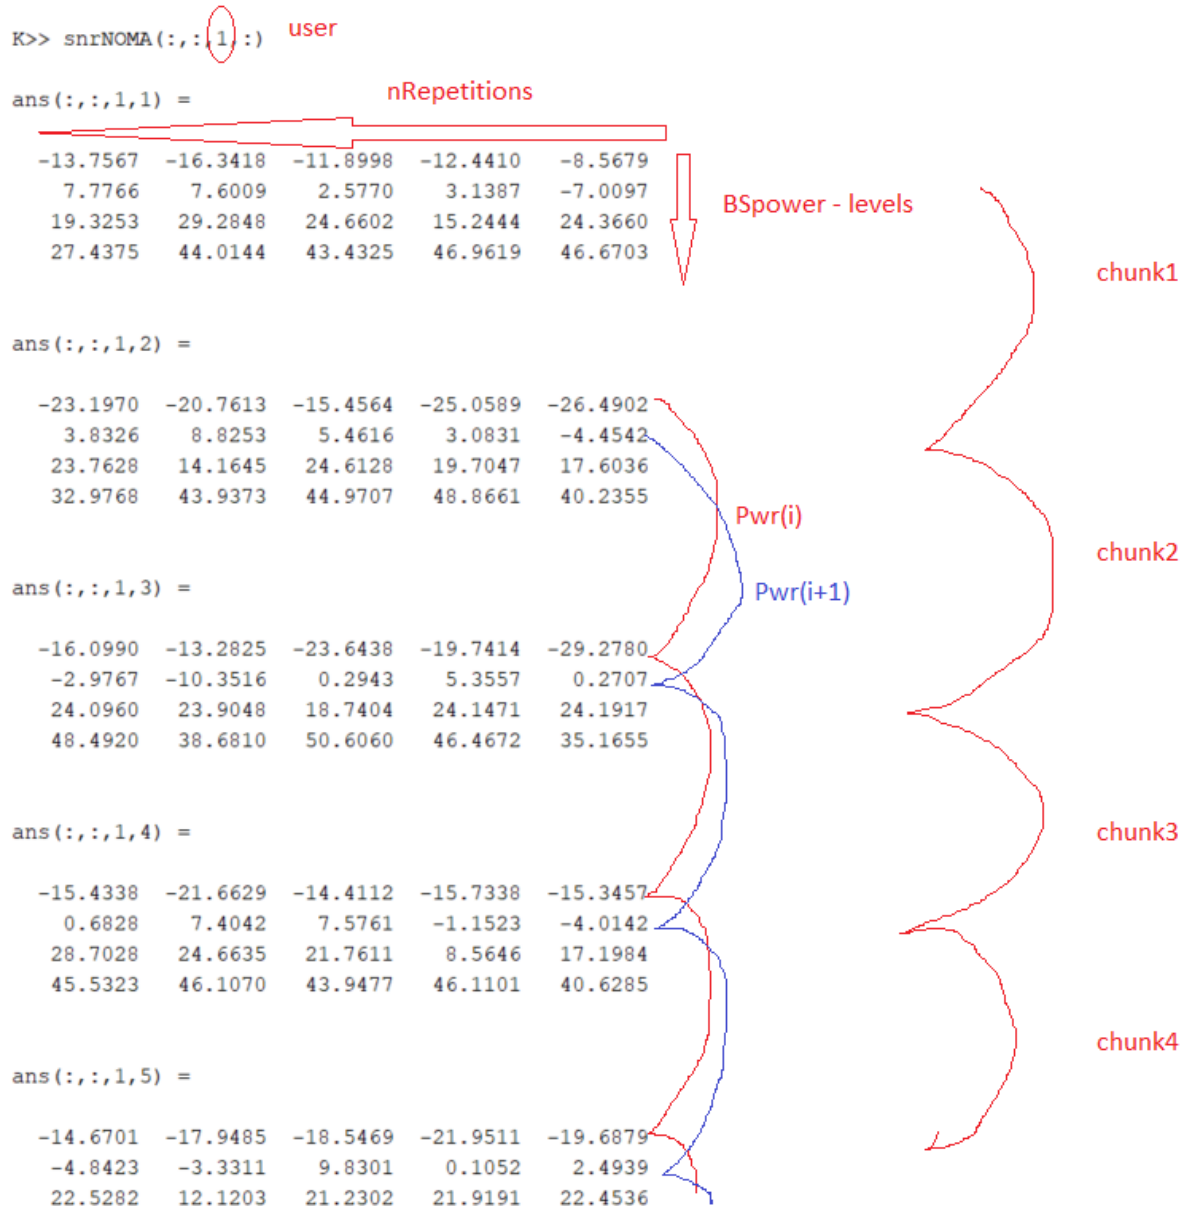 K>> snrNOMA(:,:,1,:) user
ans(:,:,1,1) = nRepetitions
-13.7567 -16.3418 -11.8998 -12.4410 -8.5679
7.7766 7.6009 2.5770 3.1387 -7.0097
BSpower - levels
19.3253 29.2848 24.6602 15.2444 24.3660
27.4375 44.0144 43.4325 46.9619 46.6703
chunk1
ans(:,:,1,2) =
-23.1970 -20.7613 -15.4564 -25.0589 -26.4902
3.8326 8.8253 5.4616 3.0831 -4.4542
23.7628 14.1645 24.6128 19.7047 17.6036
32.9768 43.9373 44.9707 48.8661 40.2355
Pwr(i)
chunk2
ans(:,:,1,3) = Pwr(i+1)
-16.0990 -13.2825 -23.6438 -19.7414 -29.2780
-2.9767 -10.3516 0.2943 5.3557 0.2707
24.0960 23.9048 18.7404 24.1471 24.1917
48.4920 38.6810 50.6060 46.4672 35.1655
ans(:,:,1,4) = chunk3
-15.4338 -21.6629 -14.4112 -15.7338 -15.3457
0.6828 7.4042 7.5761 -1.1523 -4.0142
28.7028 24.6635 21.7611 8.5646 17.1984
45.5323 46.1070 43.9477 46.1101 40.6285
chunk4
ans(:,:,1,5) =
-14.6701 -17.9485 -18.5469 -21.9511 -19.6879
-4.8423 -3.3311 9.8301 0.1052 2.4939
22.5282 12.1203 21.2302 21.9191 22.4536